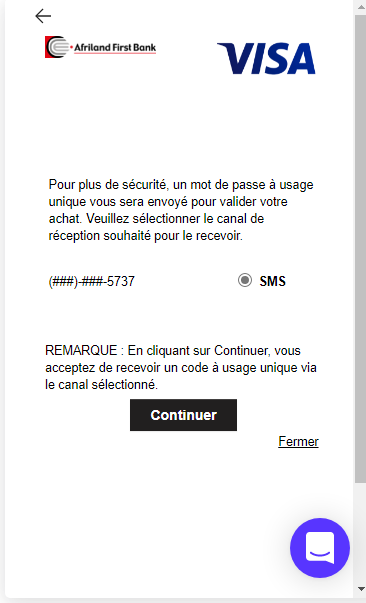 Afriland First Bank
VISA
Pour plus de sécurité, un mot de passe à usage
unique vous sera envoyé pour valider votre
achat. Veuillez sélectionner le canal de
réception souhaité pour le recevoir.
(###)-###-5737 SMS
REMARQUE : En cliquant sur Continuer, vous
acceptez de recevoir un code à usage unique via
le canal sélectionné.
Continuer
Fermer